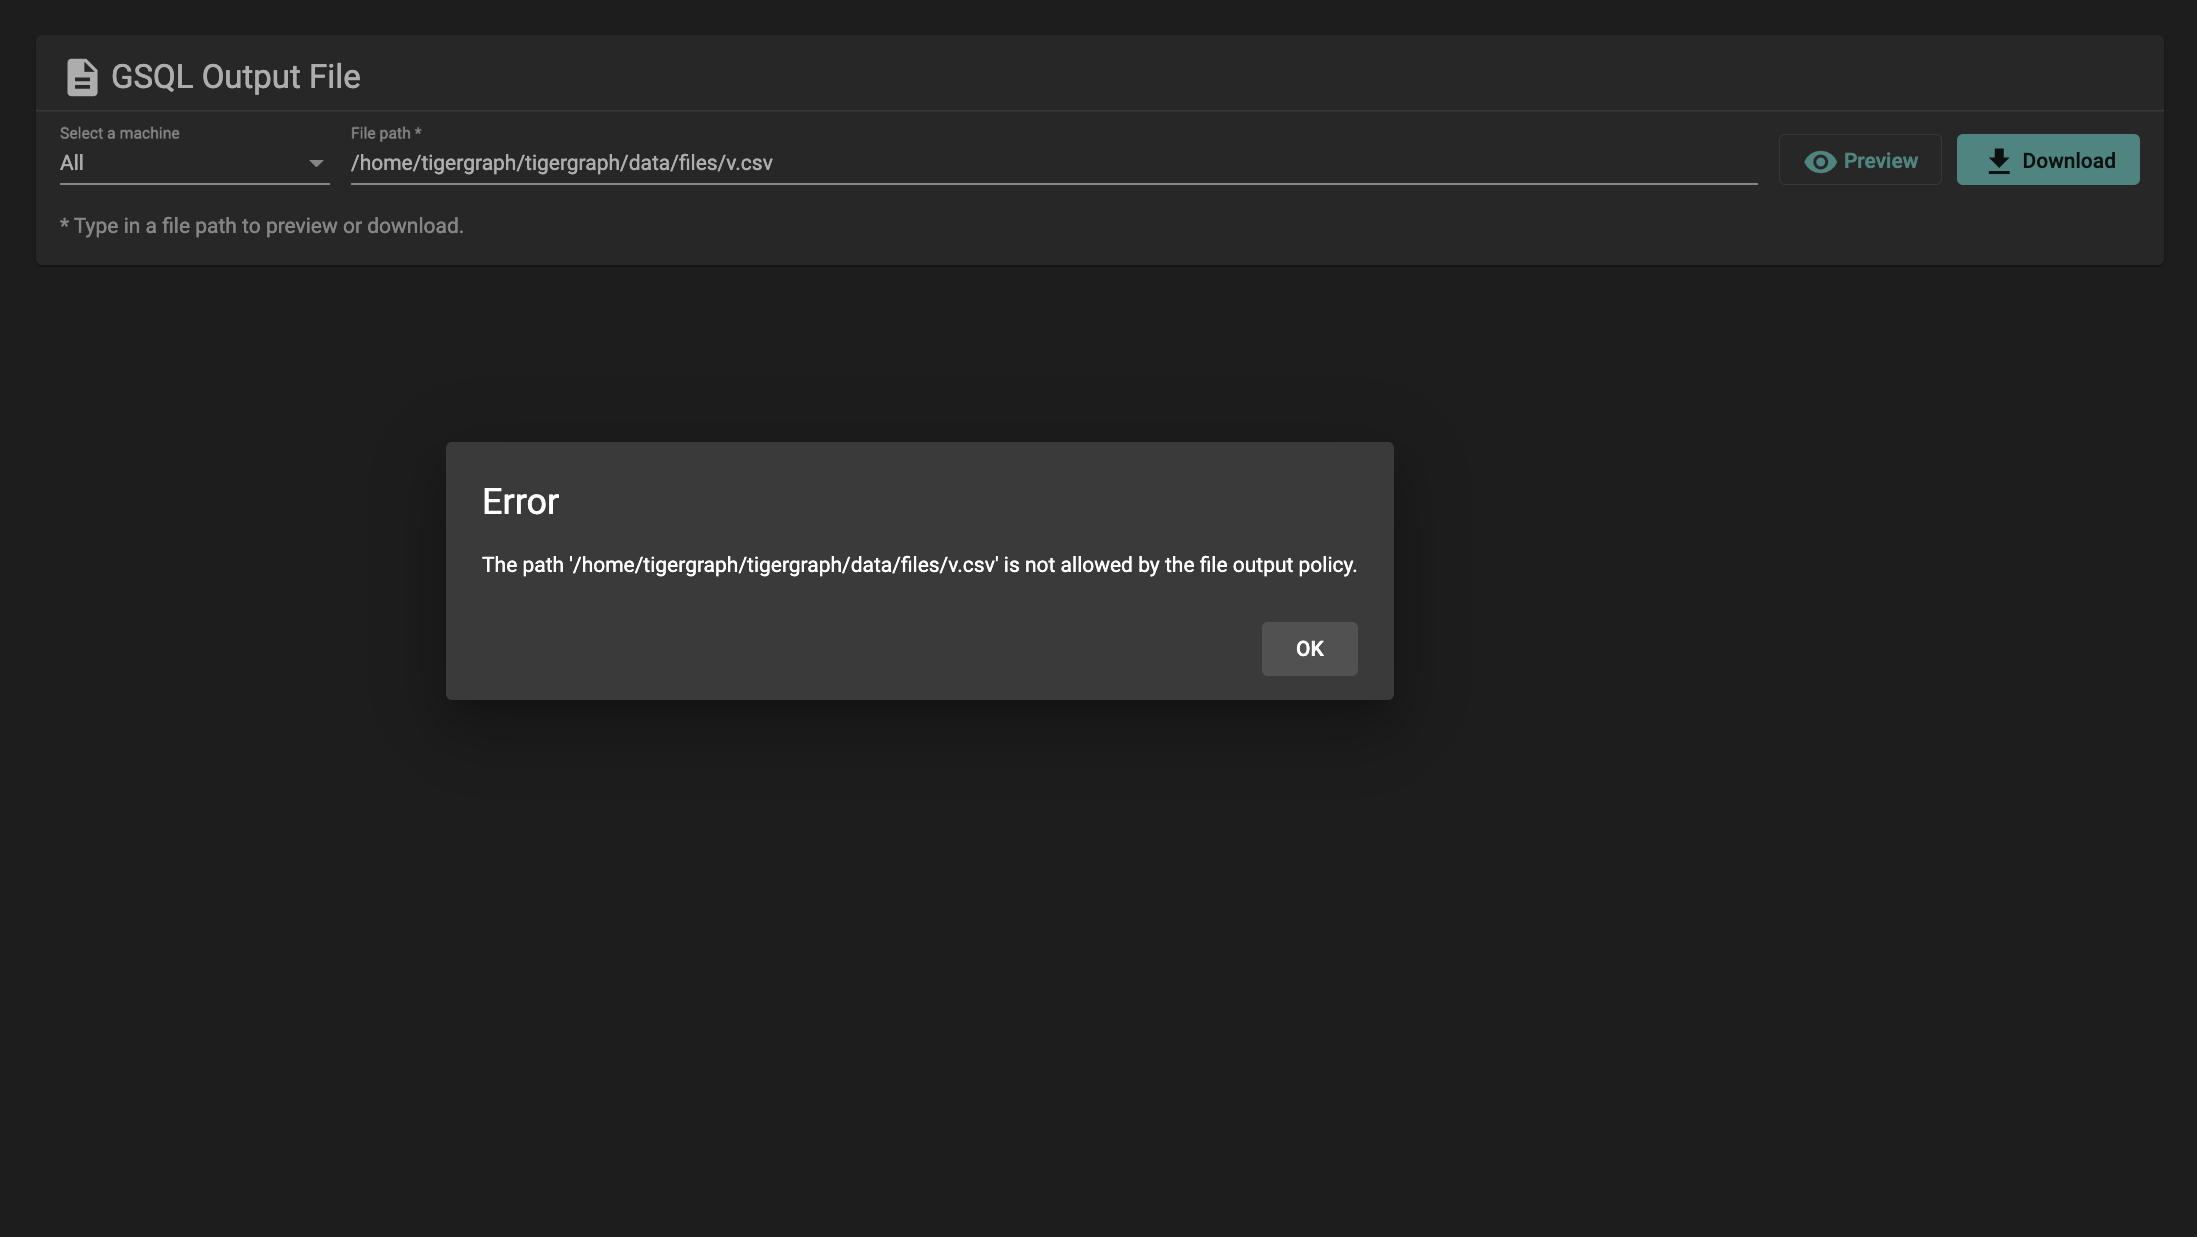 GSQL Output File
Select a machine
All
File path *
/home/tigergraph/tigergraph/data/files/v.csv
Preview
Download
* Type in a file path to preview or download.
Error
The path '/home/tigergraph/tigergraph/data/files/v.csv' is not allowed by the file output policy.
OK